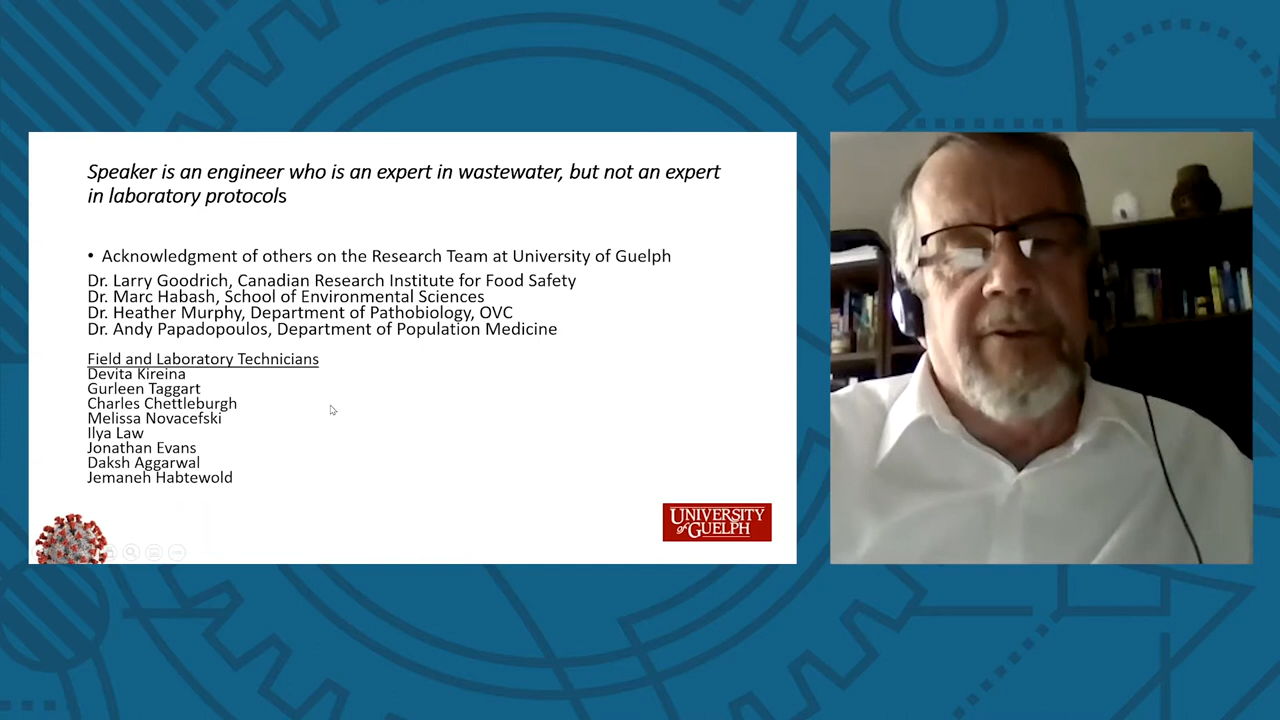 Speaker is an engineer who is an expert in wastewater, but not an expert
in laboratory protocols
• Acknowledgment of others on the Research Team at University of Guelph
Dr. Larry Goodrich, Canadian Research Institute for Food Safety
Dr. Marc Habash, School of Environmental Sciences
Dr. Heather Murphy, Department of Pathobiology, OVC
Dr. Andy Papadopoulos, Department of Population Medicine
Field and Laboratory Technicians
Devita Kireina
Gurleen Taggart
Charles Chettleburgh
Melissa Novacefski
Ilya Law
Jonathan Evans
Daksh Aggarwal
Jemaneh Habtewold
UNIVERSITY
of GUELPH